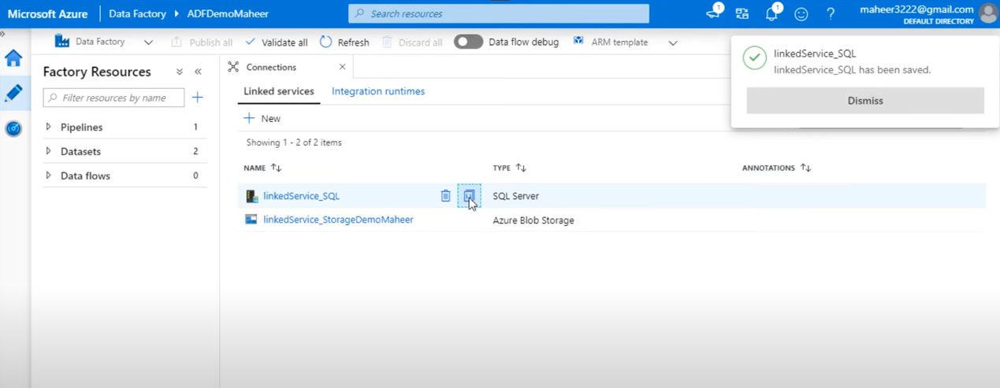 Microsoft Azure
Data Factory
ADFDemoMaheer
Search resources
1
1
maheer3222@gmail.com
DEFAULT DIRECTORY
Data Factory
Publish all
Validate all
Refresh
Discard all
Data flow debug
ARM template
linkedService_SQL
linkedService_SQL has been saved.
Dismiss
Factory Resources
Filter resources by name
Pipelines 1
Datasets 2
Data flows 0
Connections
Linked services
Integration runtimes
New
Showing 1 - 2 of 2 items
NAME TYPE ANNOTATIONS
linkedService_SQL SQL Server
linkedService_StorageDemoMaheer Azure Blob Storage